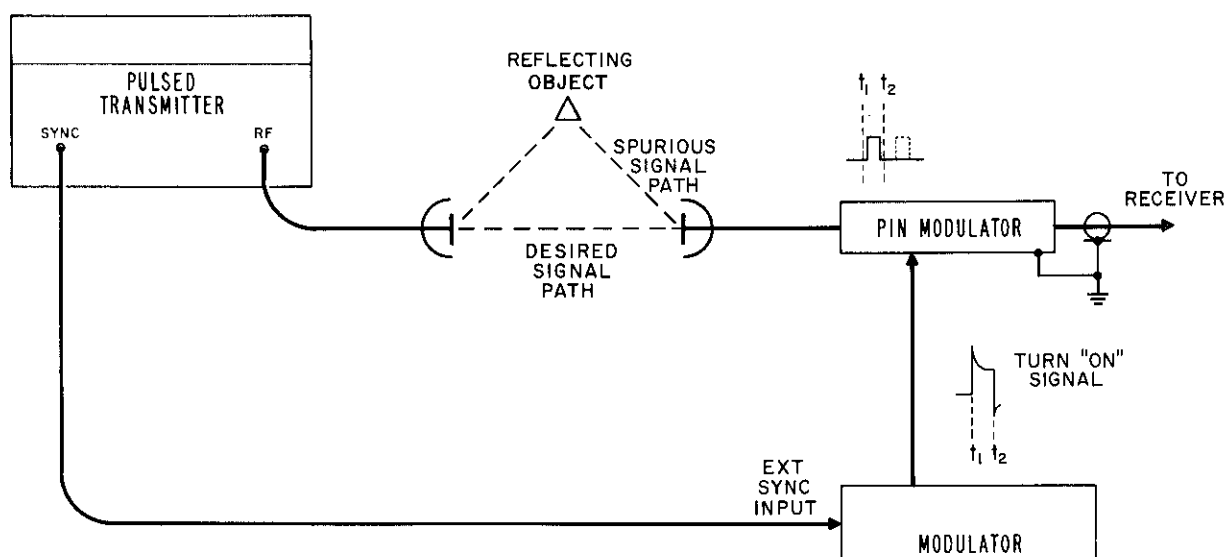 PULSED
TRANSMITTER
SYNC
RF
REFLECTING
OBJECT
SPURIOUS
SIGNAL
PATH
DESIRED
SIGNAL
PATH
t₁ t₂
PIN MODULATOR
TO
RECEIVER
TURN "ON"
SIGNAL
t₁ t₂
EXT
SYNC
INPUT
MODULATOR